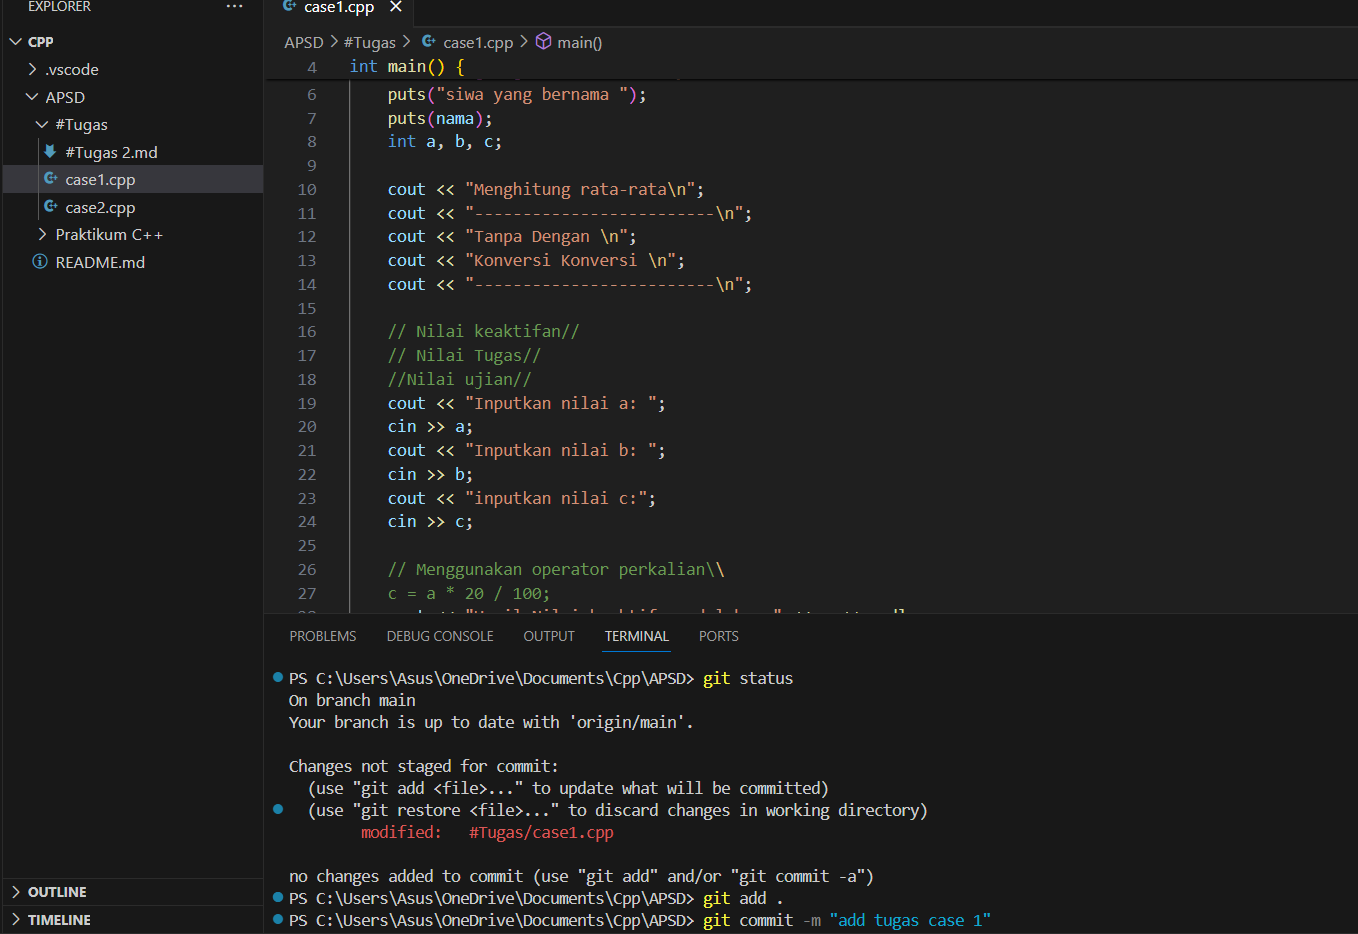 EXPLORER
CPP
.vscode
APSD
#Tugas
#Tugas 2.md
case1.cpp
case2.cpp
Praktikum C++
README.md
OUTLINE
TIMELINE
case1.cpp
APSD > #Tugas > case1.cpp > main()
4 int main() {
6 puts("siwa yang bernama ");
7 puts(nama);
8 int a, b, c;
9
10 cout << "Menghitung rata-rata\n";
11 cout << "-------------------------\n";
12 cout << "Tanpa Dengan \n";
13 cout << "Konversi Konversi \n";
14 cout << "-------------------------\n";
15
16 // Nilai keaktifan//
17 // Nilai Tugas//
18 //Nilai ujian//
19 cout << "Inputkan nilai a: ";
20 cin >> a;
21 cout << "Inputkan nilai b: ";
22 cin >> b;
23 cout << "inputkan nilai c:";
24 cin >> c;
25
26 // Menggunakan operator perkalian\\
27 c = a * 20 / 100;
PROBLEMS DEBUG CONSOLE OUTPUT TERMINAL PORTS
PS C:\Users\Asus\OneDrive\Documents\Cpp\APSD> git status
On branch main
Your branch is up to date with 'origin/main'.
Changes not staged for commit:
(use "git add <file>..." to update what will be committed)
(use "git restore <file>..." to discard changes in working directory)
modified: #Tugas/case1.cpp
no changes added to commit (use "git add" and/or "git commit -a")
PS C:\Users\Asus\OneDrive\Documents\Cpp\APSD> git add .
PS C:\Users\Asus\OneDrive\Documents\Cpp\APSD> git commit -m "add tugas case 1"